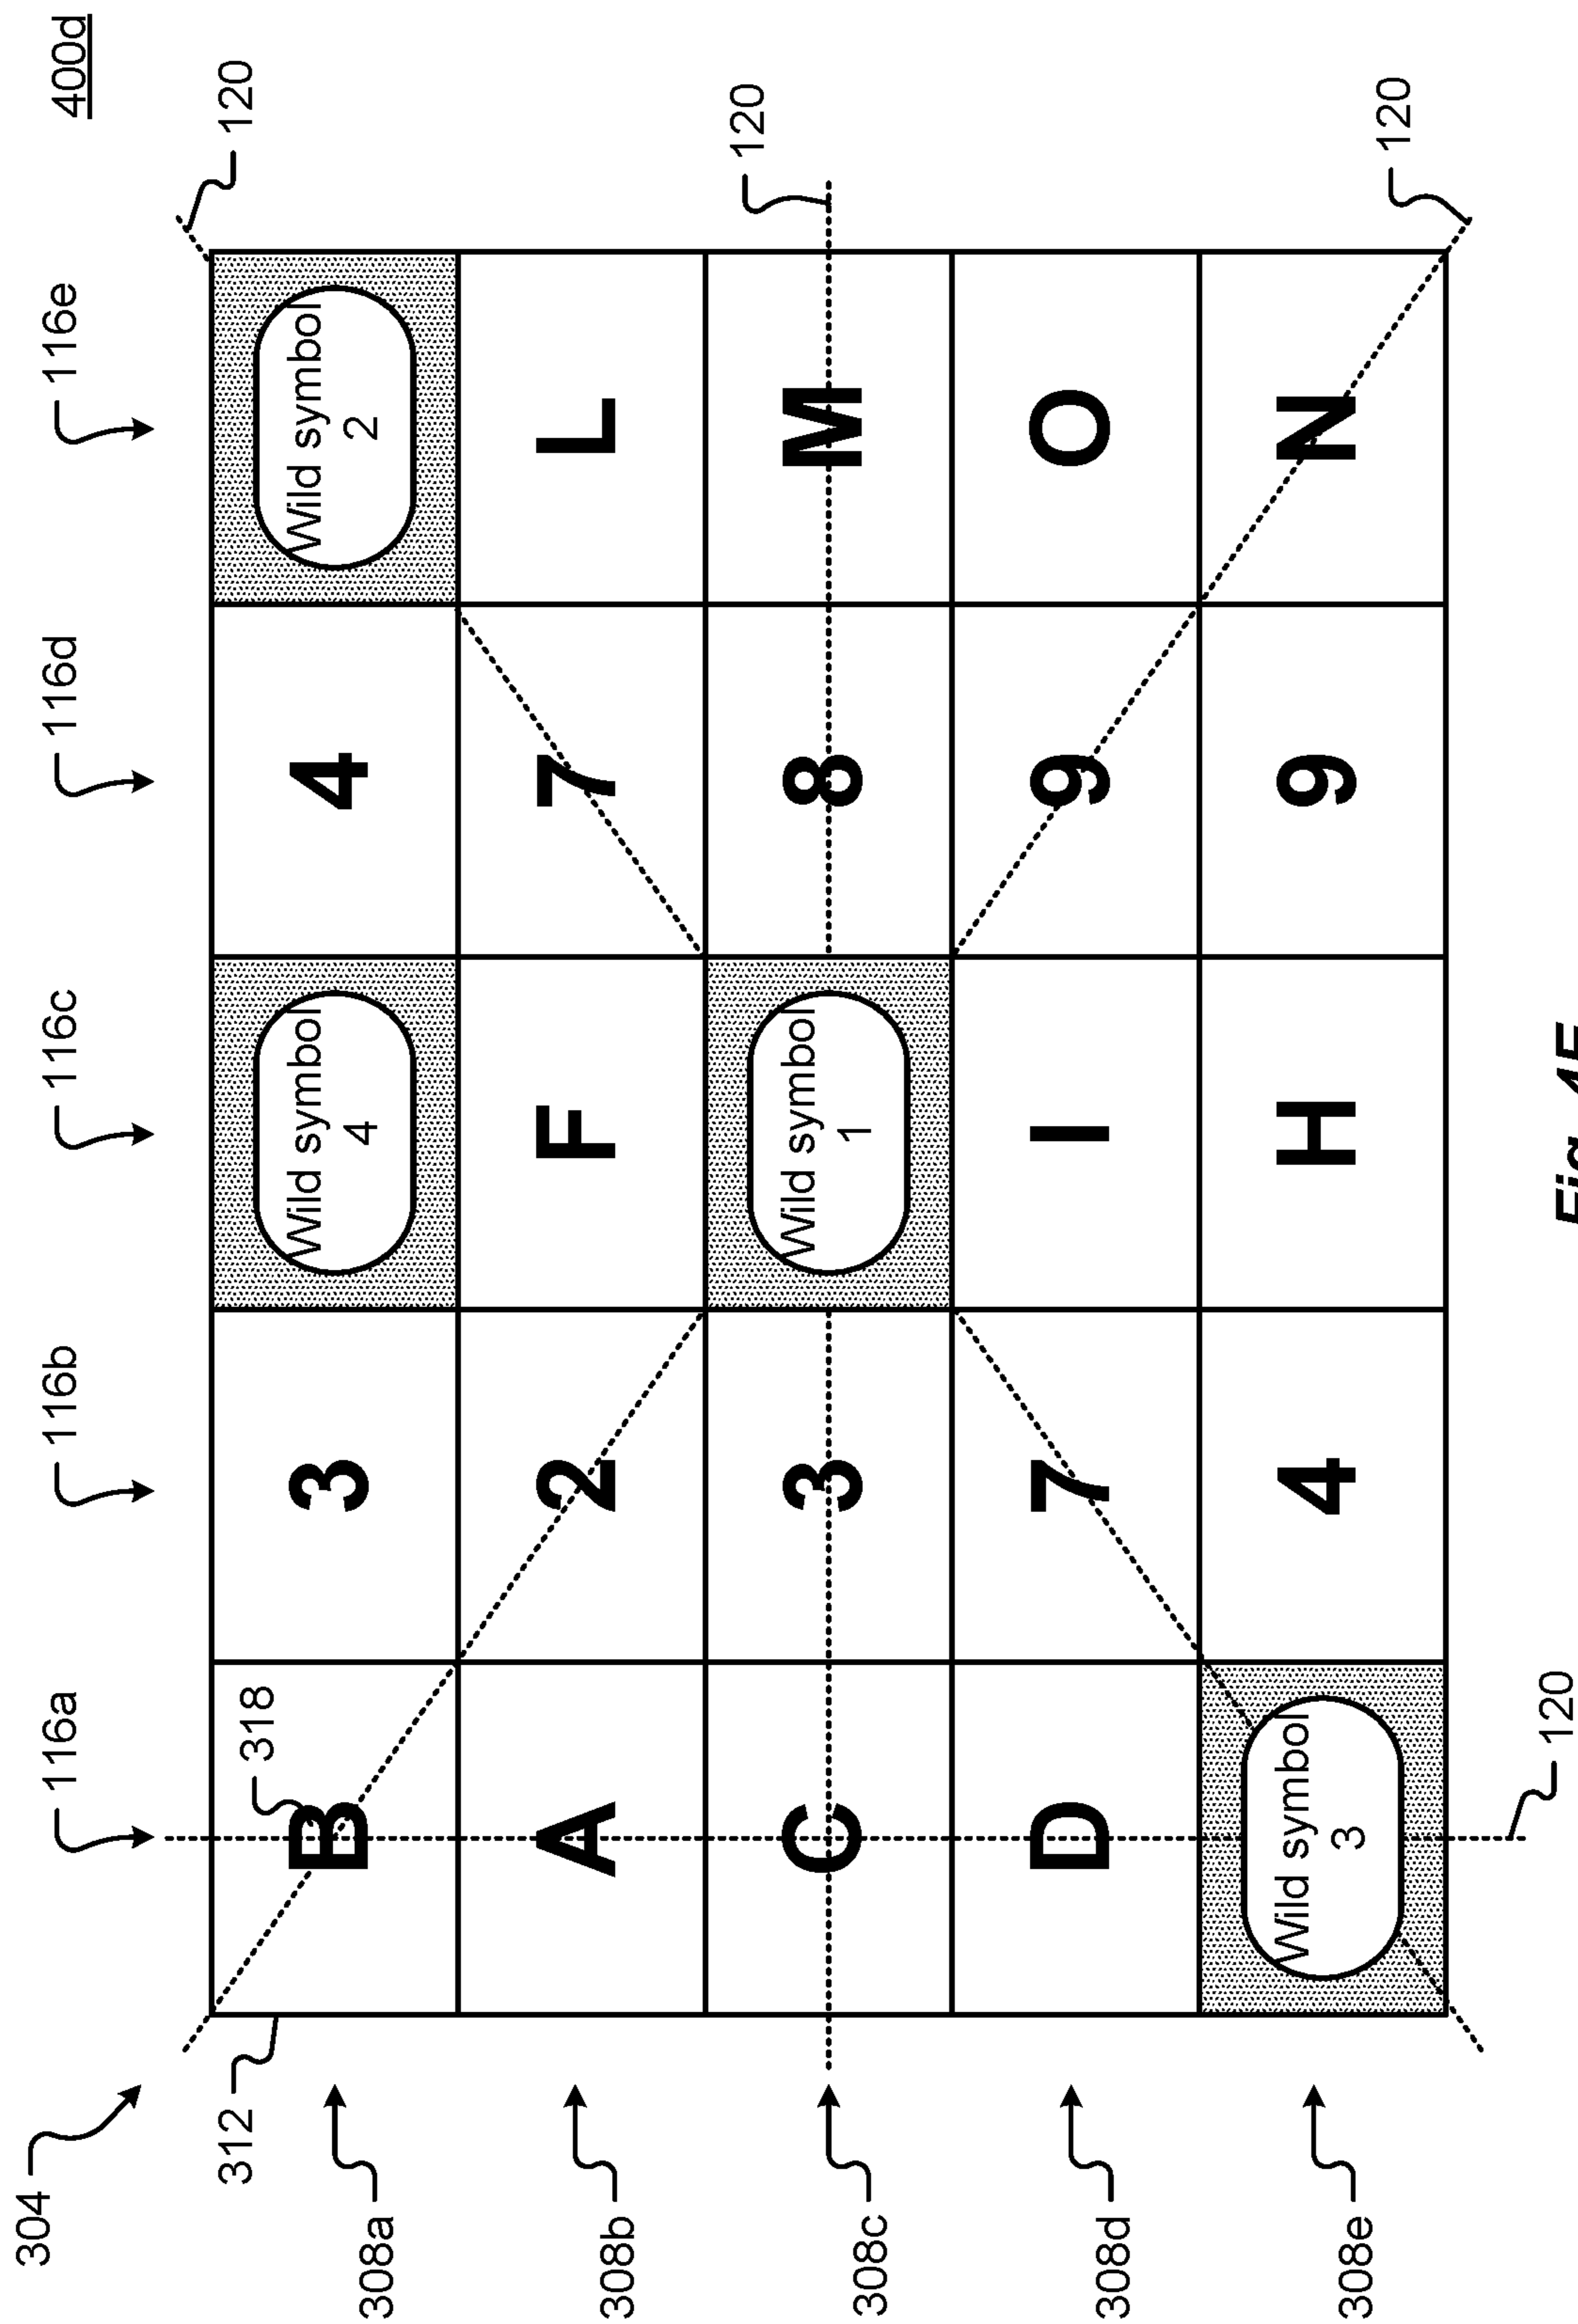 400d
304
116a 116b 116c 116d 116e
312 318 120
308a B 3 Wild symbol 4 4 Wild symbol 2
308b A 2 F 7 L
120
308c C 3 Wild symbol 1 8 M
308d D 7 I 9 O
308e Wild symbol 3 4 H 9 N
120
120
Fig.